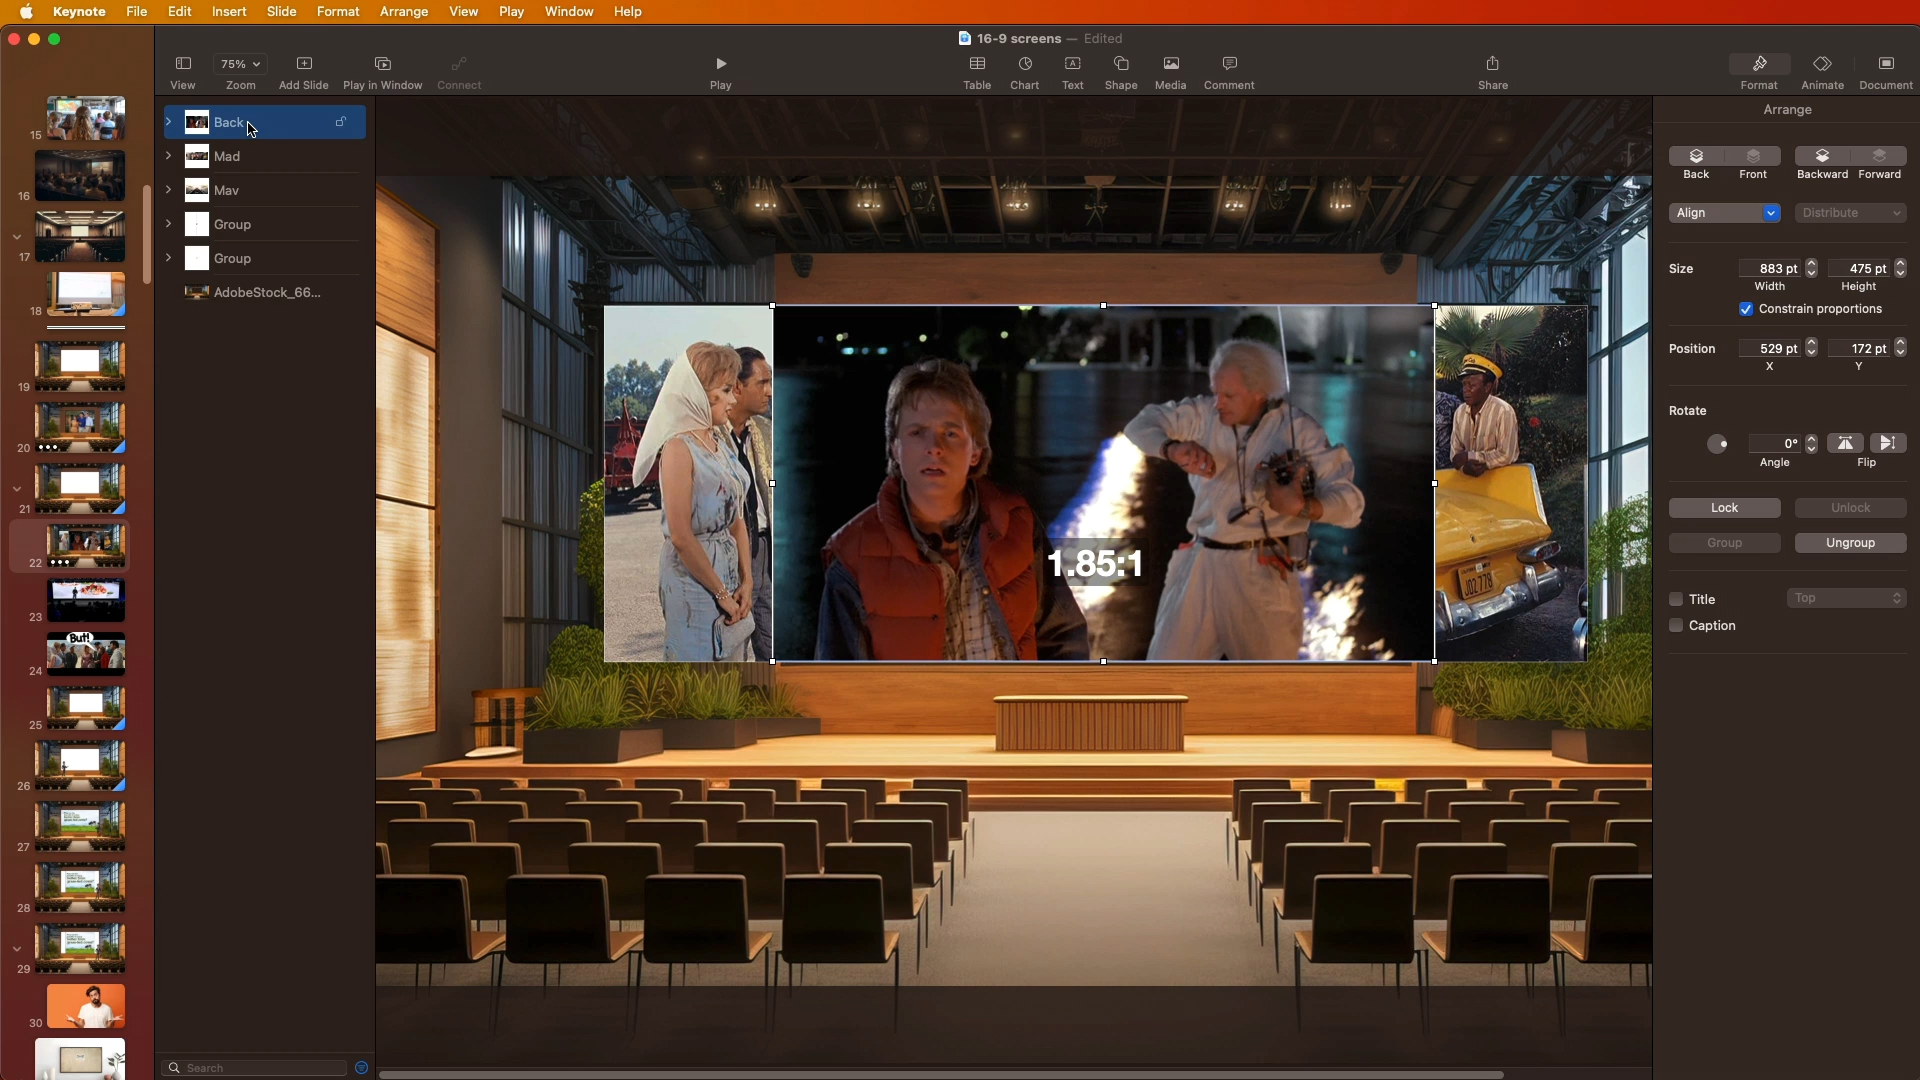 Keynote File Edit Insert Slide Format Arrange View Play Window Help
16-9 screens — Edited
75%
View Zoom Add Slide Play in Window Connect Play Table Chart Text Shape Media Comment Share Format Animate Document
15
16
17
18
19
20
21
22
23
But!
24
25
26
27
28
29
30
Back
Mad
Mav
Group
Group
AdobeStock_66...
Search
1.85:1
JOZ 778
Arrange
Back Front Backward Forward
Align Distribute
Size 883 pt 475 pt
Width Height
Constrain proportions
Position 529 pt 172 pt
X Y
Rotate
0°
Angle Flip
Lock Unlock
Group Ungroup
Title Top
Caption